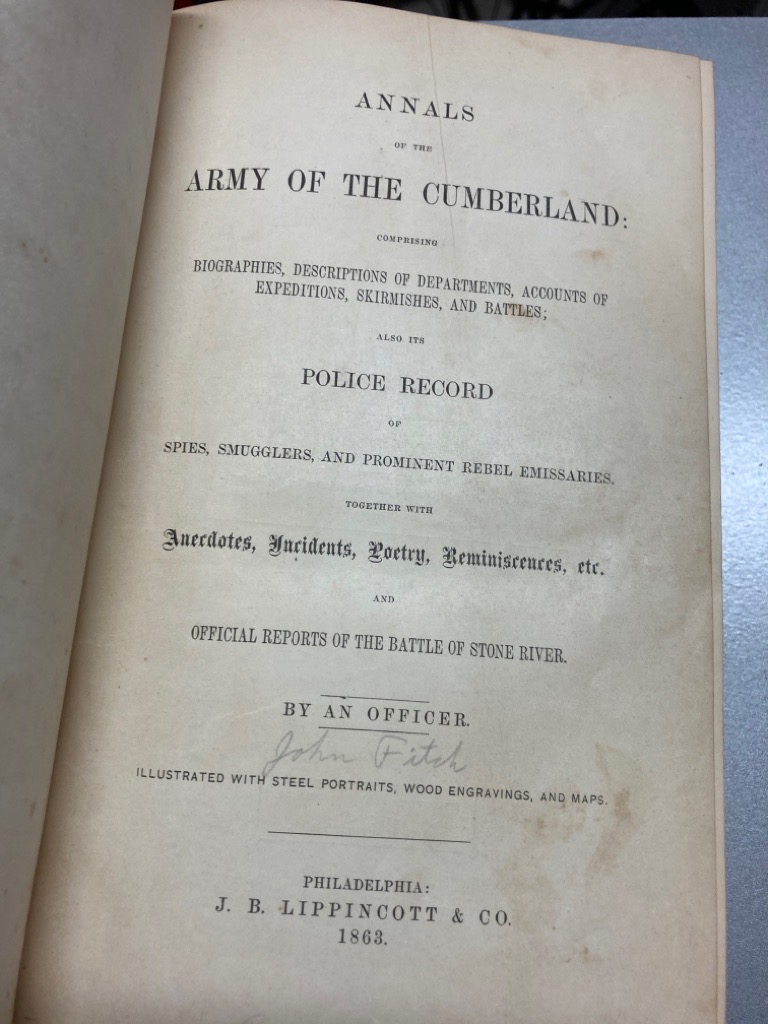 ANNALS
OF THE
ARMY OF THE CUMBERLAND:
COMPRISING
BIOGRAPHIES, DESCRIPTIONS OF DEPARTMENTS, ACCOUNTS OF
EXPEDITIONS, SKIRMISHES, AND BATTLES;
ALSO ITS
POLICE RECORD
OF
SPIES, SMUGGLERS, AND PROMINENT REBEL EMISSARIES.
TOGETHER WITH
Anecdotes, Incidents, Poetry, Reminiscences, etc.
AND
OFFICIAL REPORTS OF THE BATTLE OF STONE RIVER.
BY AN OFFICER.
John Fitch
ILLUSTRATED WITH STEEL PORTRAITS, WOOD ENGRAVINGS, AND MAPS.
PHILADELPHIA:
J. B. LIPPINCOTT & CO.
1863.